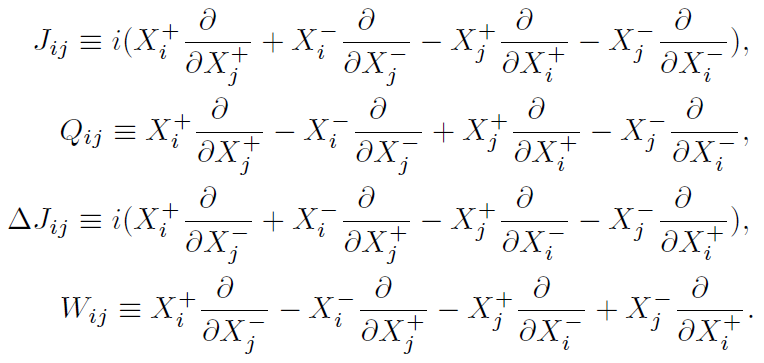 $J_{ij} \equiv i(X_i^+ \frac{\partial}{\partial X_j^+} + X_i^- \frac{\partial}{\partial X_j^-} - X_j^+ \frac{\partial}{\partial X_i^+} - X_j^- \frac{\partial}{\partial X_i^-}),$
$Q_{ij} \equiv X_i^+ \frac{\partial}{\partial X_j^+} - X_i^- \frac{\partial}{\partial X_j^-} + X_j^+ \frac{\partial}{\partial X_i^+} - X_j^- \frac{\partial}{\partial X_i^-},$
$\Delta J_{ij} \equiv i(X_i^+ \frac{\partial}{\partial X_j^-} + X_i^- \frac{\partial}{\partial X_j^+} - X_j^+ \frac{\partial}{\partial X_i^-} - X_j^- \frac{\partial}{\partial X_i^+}),$
$W_{ij} \equiv X_i^+ \frac{\partial}{\partial X_j^-} - X_i^- \frac{\partial}{\partial X_j^+} - X_j^+ \frac{\partial}{\partial X_i^-} + X_j^- \frac{\partial}{\partial X_i^+}.$